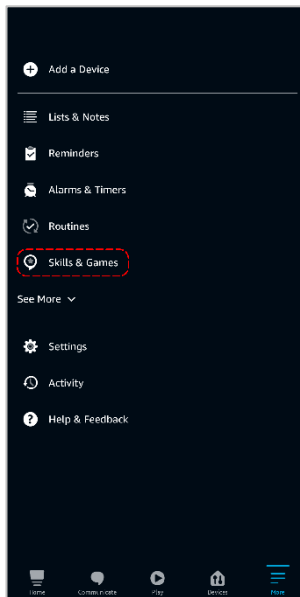 Add a Device
Lists & Notes
Reminders
Alarms & Timers
Routines
Skills & Games
See More
Settings
Activity
Help & Feedback
Home
Communicate
Play
Devices
More